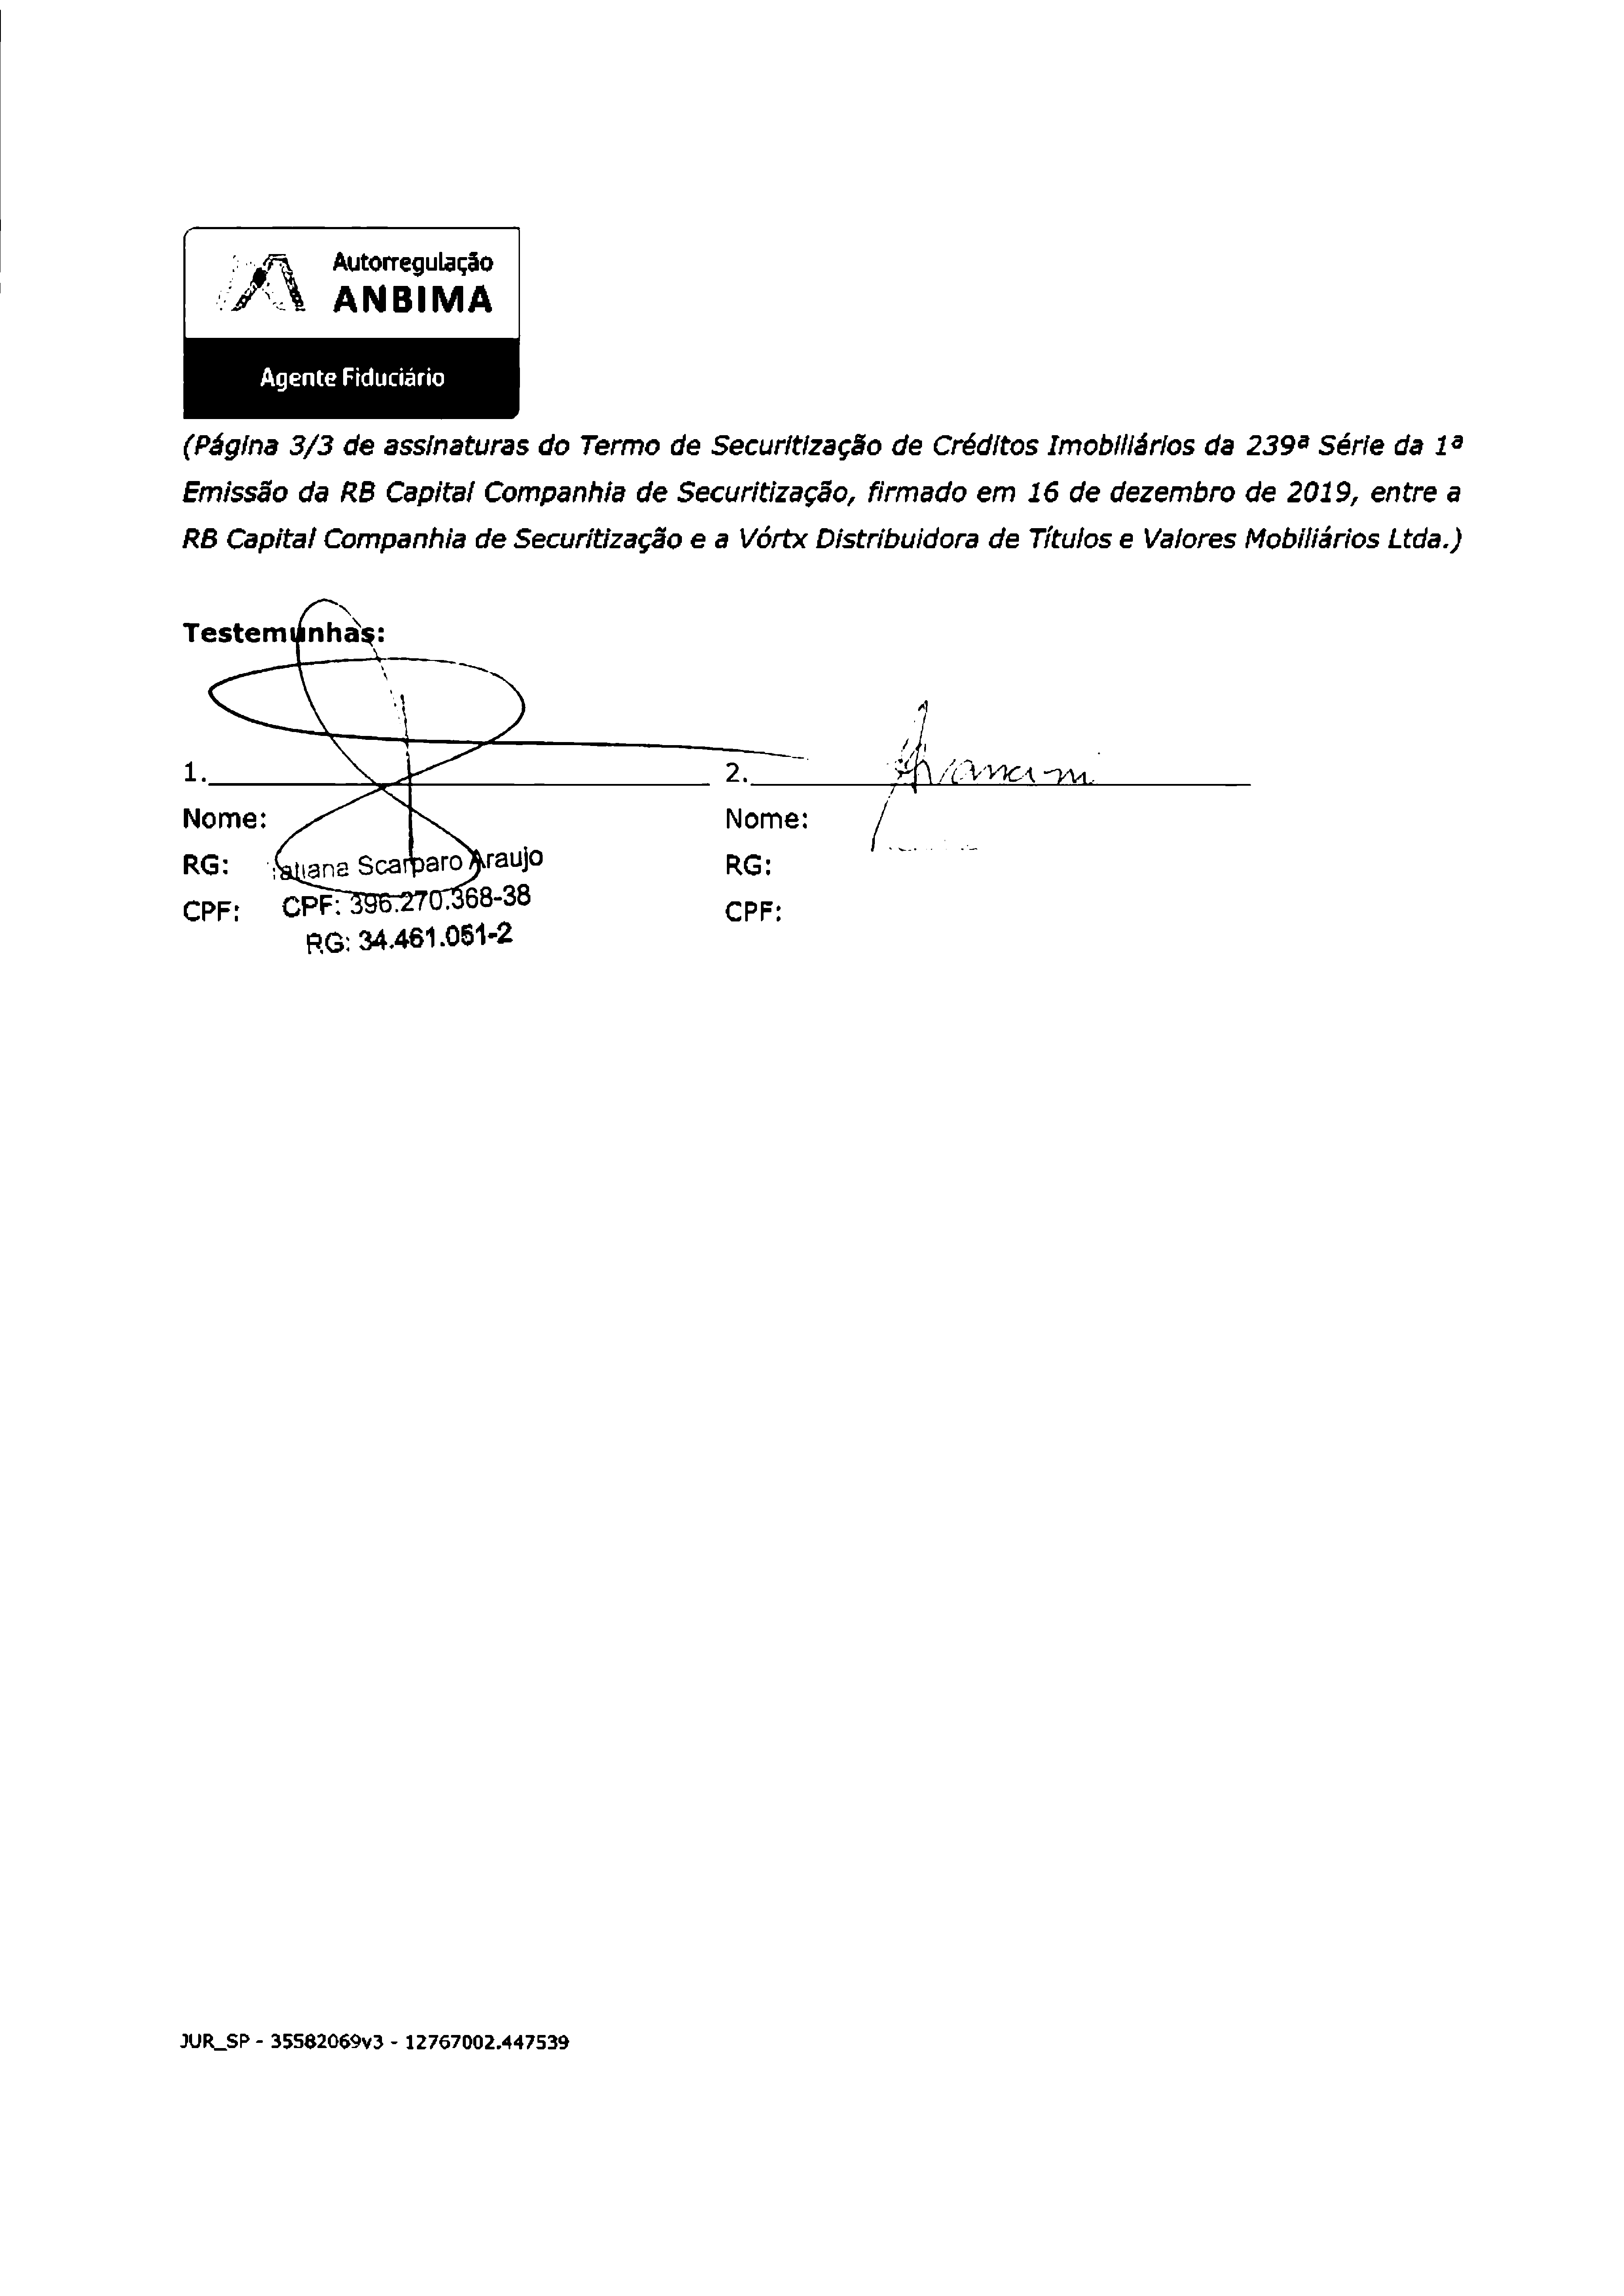 Autorregulação
ANBIMA
Agente Fiduciário
(Página 3/3 de assinaturas do Termo de Securitização de Créditos Imobiliários da 239ª Série da 1ª
Emissão da RB Capital Companhia de Securitização, firmado em 16 de dezembro de 2019, entre a
RB Capital Companhia de Securitização e a Vórtx Distribuidora de Títulos e Valores Mobiliários Ltda.)
Testemunhas:
1. 2.
Nome: Nome:
RG: Tatiana Scarparo Araujo RG:
CPF: CPF: 396.270.368-38 CPF:
RG: 34.461.051-2
JUR_SP - 35582069v3 - 12767002.447539